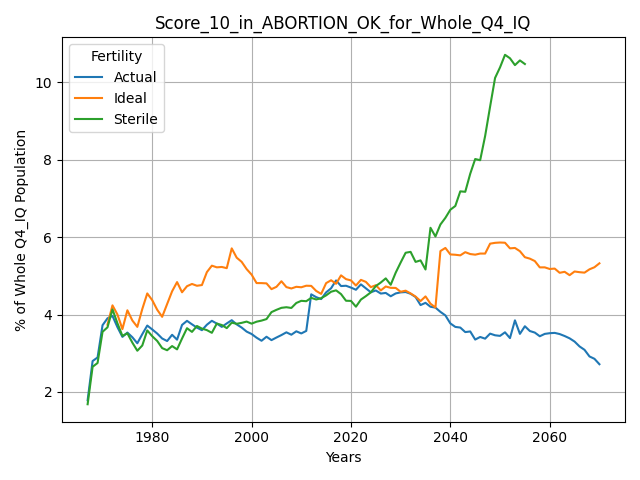 Score_10_in_ABORTION_OK_for_Whole_Q4_IQ
Fertility
Actual
Ideal
Sterile
% of Whole Q4_IQ Population
10
8
6
4
2
1980
2000
2020
2040
2060
Years